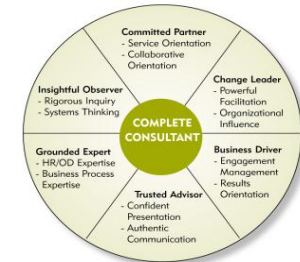 Committed Partner
- Service Orientation
- Collaborative
Orientation
Change Leader
- Powerful
Facilitation
- Organizational
Influence
Business Driver
- Engagement
Management
- Results
Orientation
Trusted Advisor
- Confident
Presentation
- Authentic
Communication
Grounded Expert
- HR/OD Expertise
- Business Process
Expertise
Insightful Observer
- Rigorous Inquiry
- Systems Thinking
COMPLETE
CONSULTANT